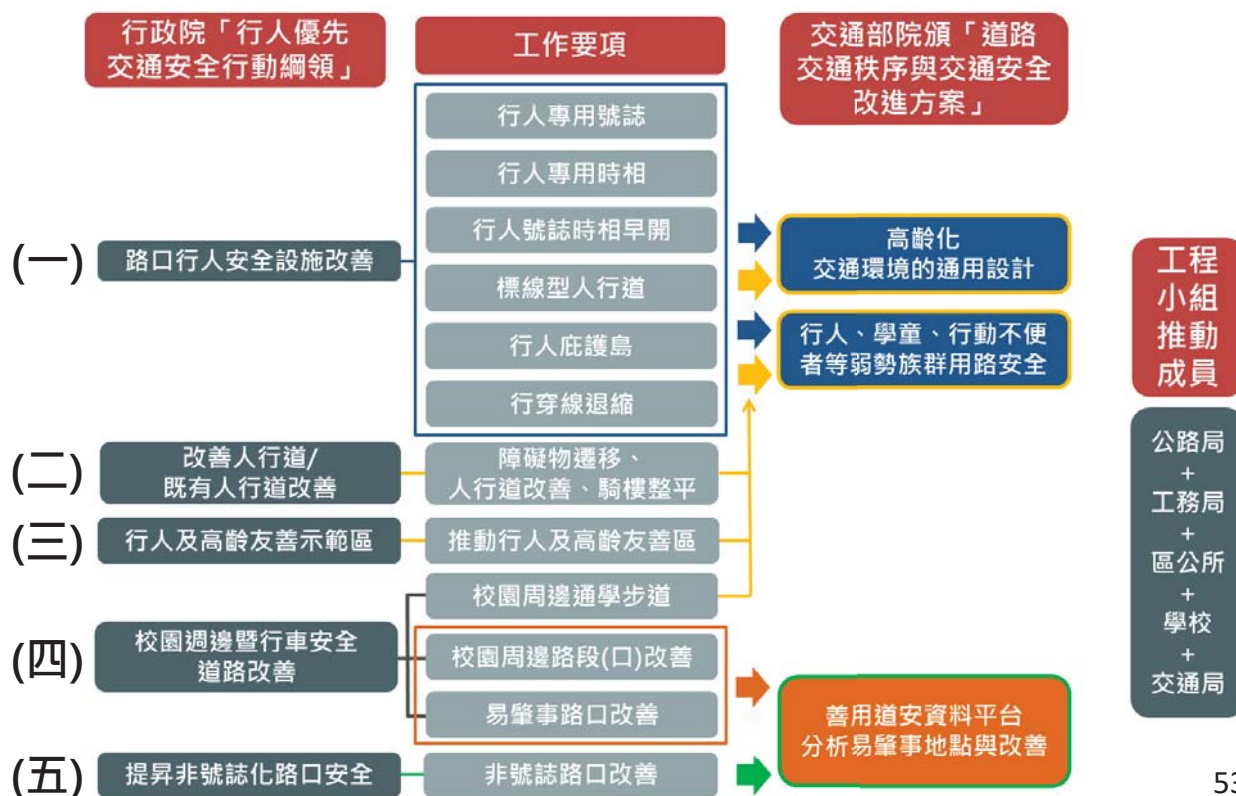 行政院「行人優先
交通安全行動綱領」
工作要項
交通部院頒「道路
交通秩序與交通安全
改進方案」
行人專用號誌
行人專用時相
行人號誌時相早開
標線型人行道
行人庇護島
行穿線退縮
(一)
路口行人安全設施改善
高齡化
交通環境的通用設計
行人、學童、行動不便
者等弱勢族群用路安全
(二)
改善人行道/
既有人行道改善
障礙物遷移、
人行道改善、騎樓整平
(三)
行人及高齡友善示範區
推動行人及高齡友善區
(四)
校園週邊暨行車安全
道路改善
校園周邊通學步道
校園周邊路段(口)改善
易肇事路口改善
善用道安資料平台
分析易肇事地點與改善
(五)
提昇非號誌化路口安全
非號誌路口改善
工程
小組
推動
成員
公路局
+
工務局
+
區公所
+
學校
+
交通局
53